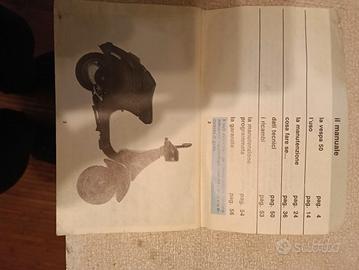 il manuale
la vespa 50 pag. 4
l'uso pag. 14
la manutenzione pag. 24
cosa fare se... pag. 36
dati tecnici pag. 50
i ricambi pag. 53
la manutenzione
programmata pag. 54
la garanzia pag. 56
Subito